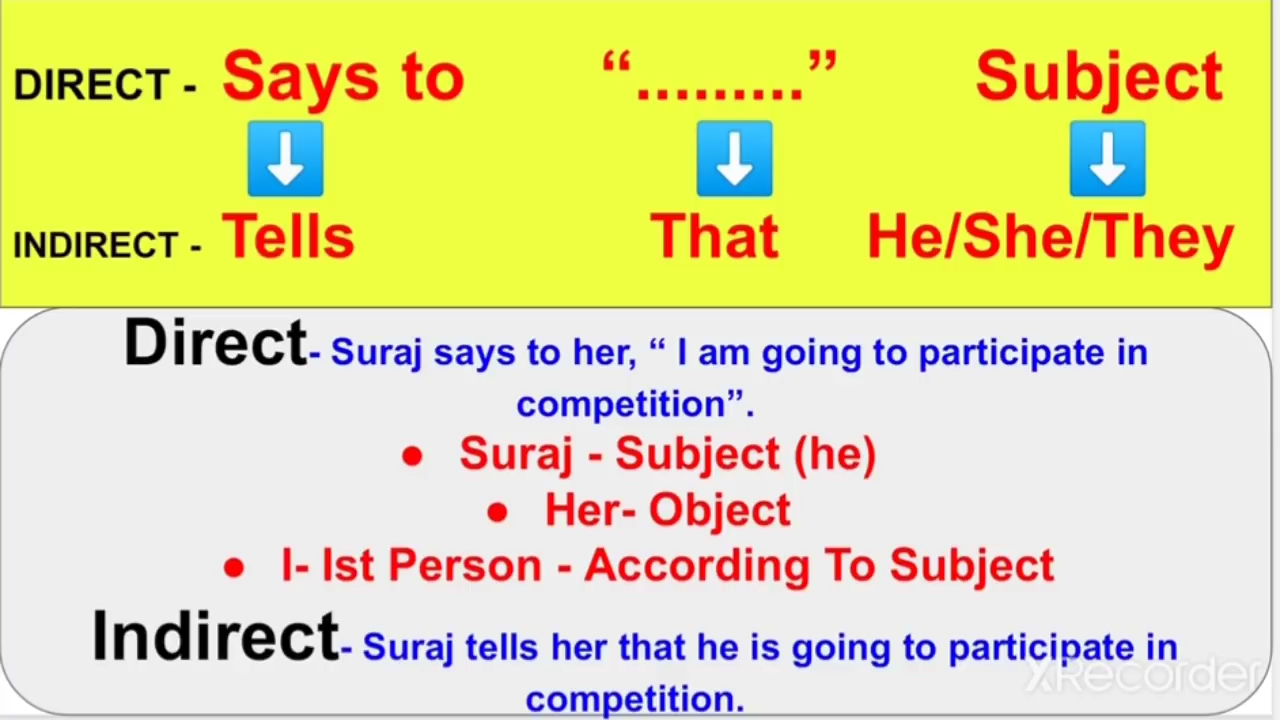 DIRECT - Says to “.........” Subject
INDIRECT - Tells That He/She/They
Direct- Suraj says to her, “ I am going to participate in
competition”.
● Suraj - Subject (he)
● Her- Object
● I- Ist Person - According To Subject
Indirect- Suraj tells her that he is going to participate in
competition.
XRecorder